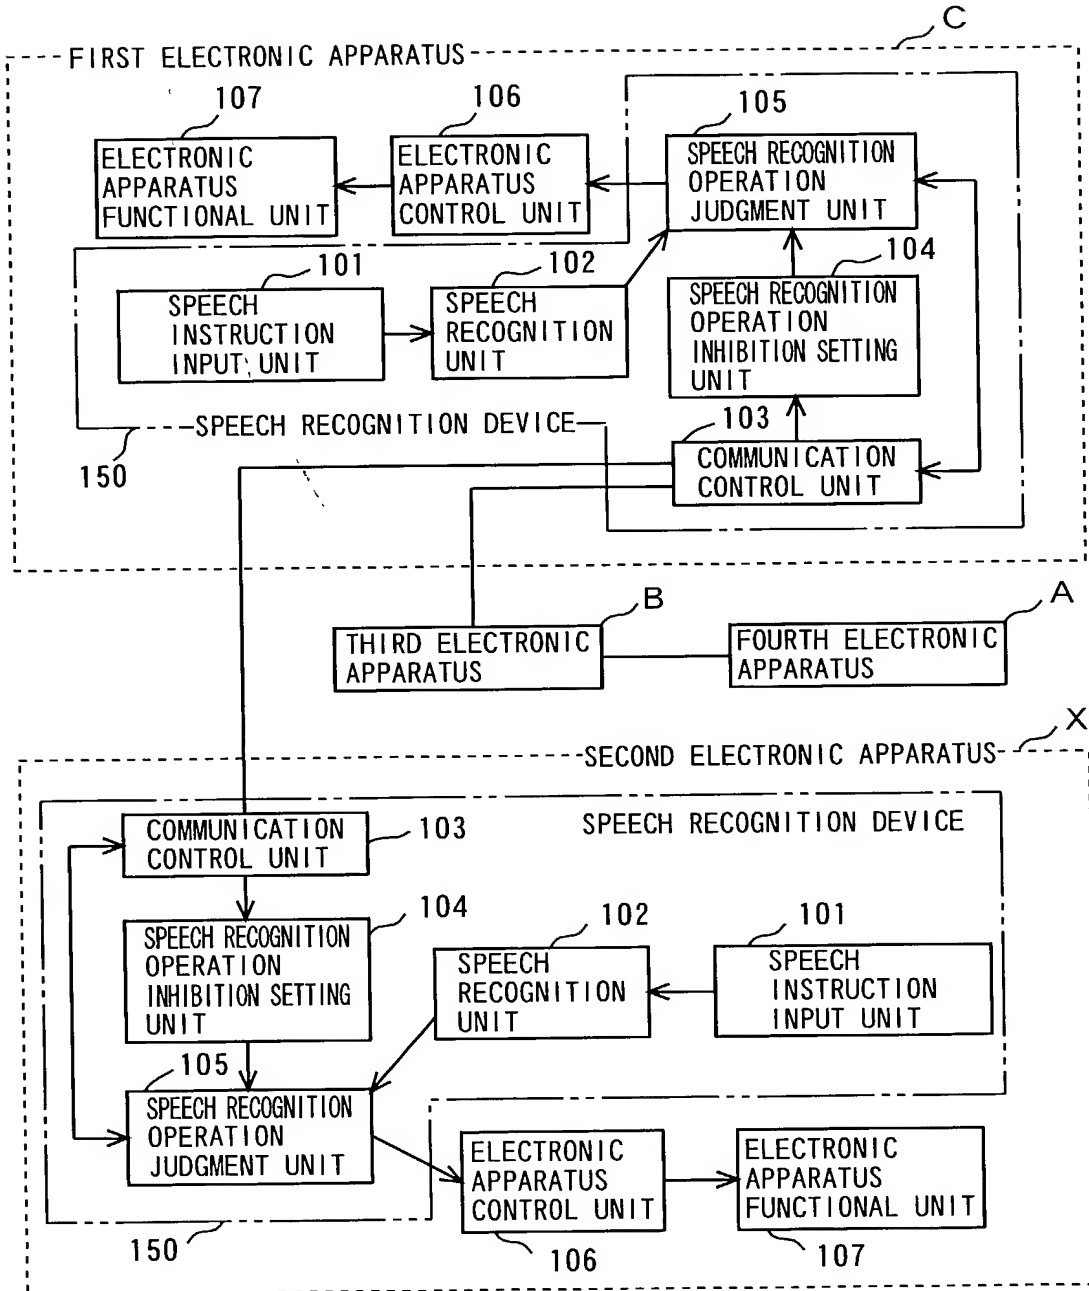 C
FIRST ELECTRONIC APPARATUS
107
106
105
ELECTRONIC
APPARATUS
FUNCTIONAL UNIT
ELECTRONIC
APPARATUS
CONTROL UNIT
SPEECH RECOGNITION
OPERATION
JUDGMENT UNIT
101
102
104
SPEECH
INSTRUCTION
INPUT UNIT
SPEECH
RECOGNITION
UNIT
SPEECH RECOGNITION
OPERATION
INHIBITION SETTING
UNIT
103
150
SPEECH RECOGNITION DEVICE
COMMUNICATION
CONTROL UNIT
B
A
THIRD ELECTRONIC
APPARATUS
FOURTH ELECTRONIC
APPARATUS
X
SECOND ELECTRONIC APPARATUS
COMMUNICATION
CONTROL UNIT
103
SPEECH RECOGNITION DEVICE
104
102
101
SPEECH RECOGNITION
OPERATION
INHIBITION SETTING
UNIT
SPEECH
RECOGNITION
UNIT
SPEECH
INSTRUCTION
INPUT UNIT
105
SPEECH RECOGNITION
OPERATION
JUDGMENT UNIT
ELECTRONIC
APPARATUS
CONTROL UNIT
ELECTRONIC
APPARATUS
FUNCTIONAL UNIT
150
106
107